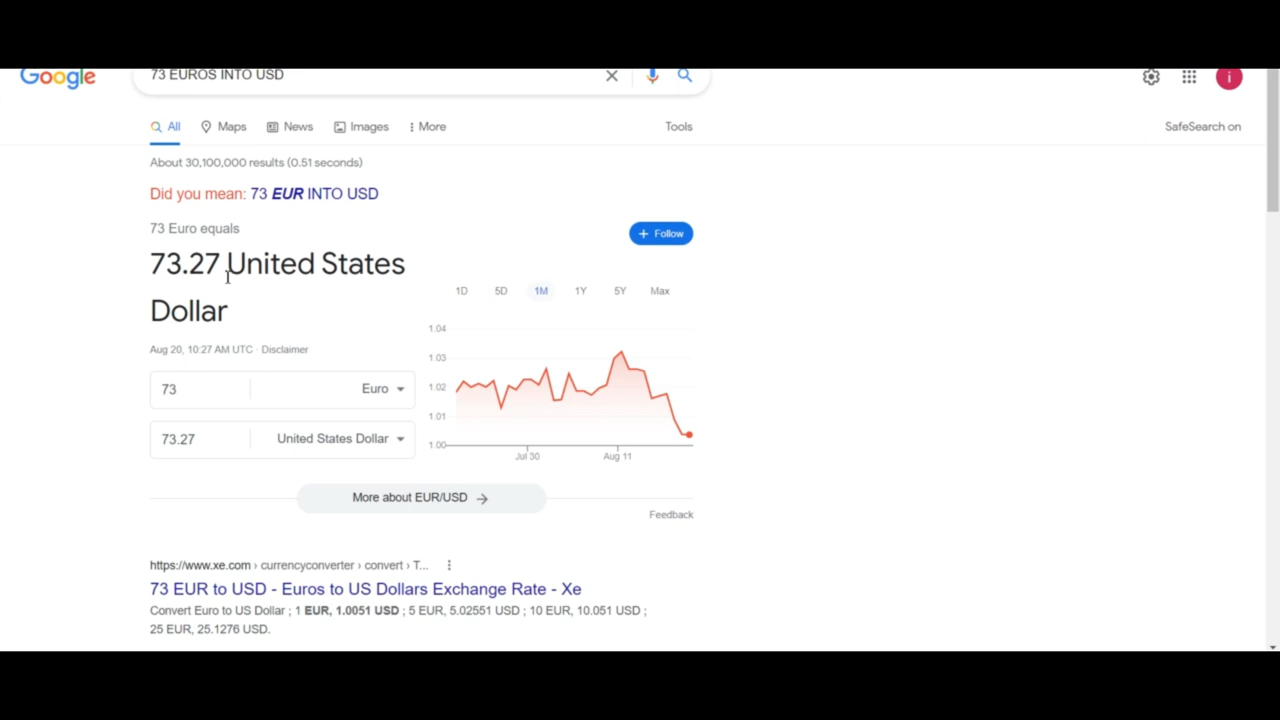 Google
73 EUROS INTO USD
i
All Maps News Images More Tools SafeSearch on
About 30,100,000 results (0.51 seconds)
Did you mean: 73 EUR INTO USD
73 Euro equals
Follow
73.27 United States
Dollar
1D 5D 1M 1Y 5Y Max
Aug 20, 10:27 AM UTC · Disclaimer
73 Euro
73.27 United States Dollar
1.04
1.03
1.02
1.01
1.00
Jul 30 Aug 11
More about EUR/USD
Feedback
https://www.xe.com › currencyconverter › convert › T...
73 EUR to USD - Euros to US Dollars Exchange Rate - Xe
Convert Euro to US Dollar ; 1 EUR, 1.0051 USD ; 5 EUR, 5.02551 USD ; 10 EUR, 10.051 USD ;
25 EUR, 25.1276 USD.